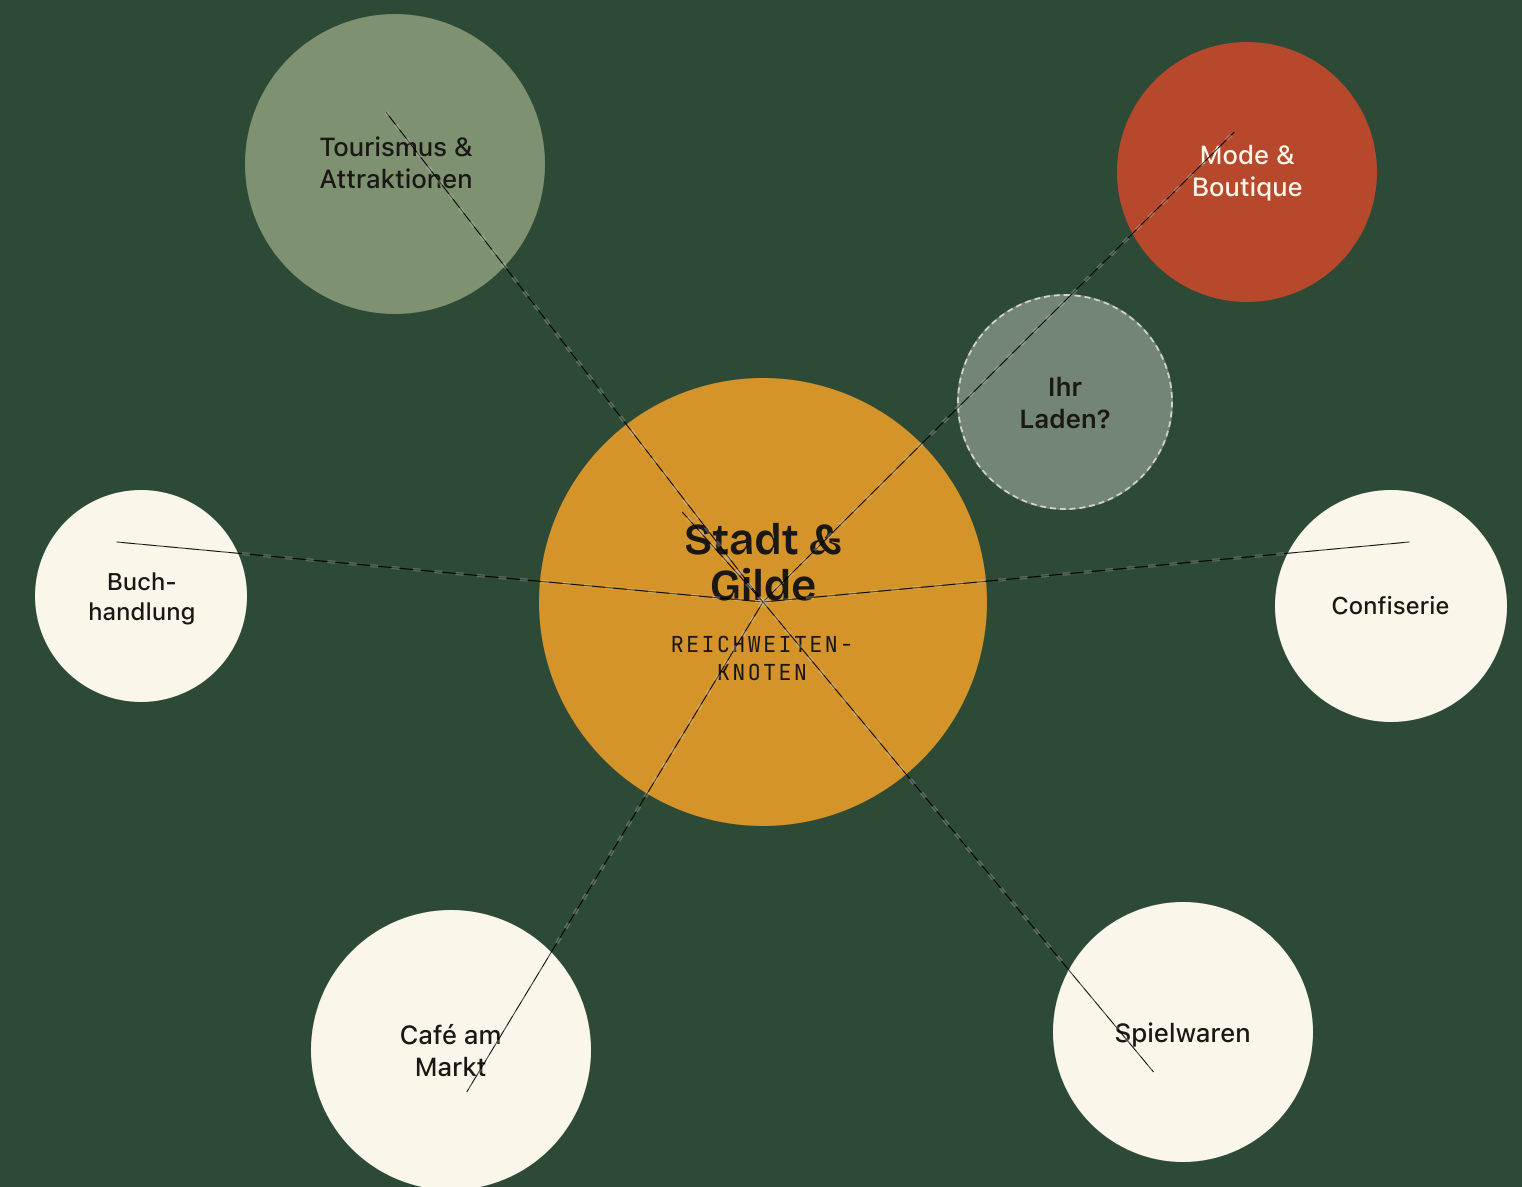 Tourismus &
Attraktionen
Mode &
Boutique
Ihr
Laden?
Stadt &
Gilde
REICHWEITEN-
KNOTEN
Buch-
handlung
Confiserie
Café am
Markt
Spielwaren